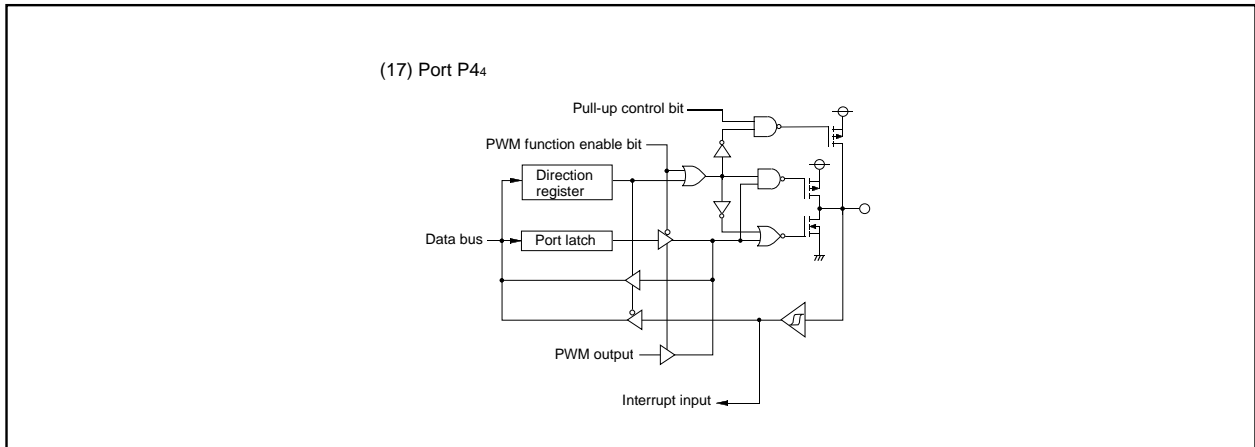 (17) Port P44
Pull-up control bit
PWM function enable bit
Direction
register
Data bus
Port latch
PWM output
Interrupt input